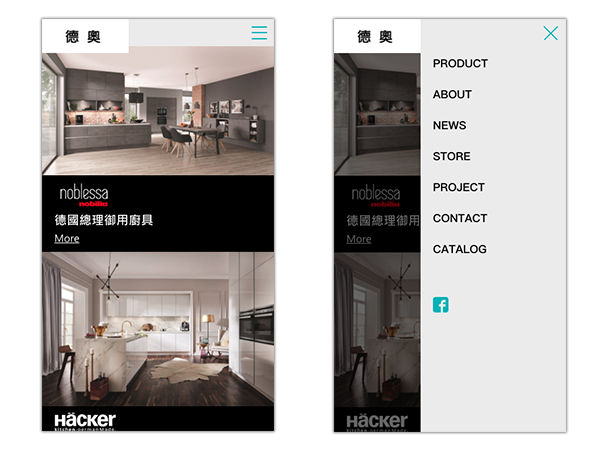 德 奧
noblessa
nobilia
德國總理御用廚具
More
HÄCKER
kitchen.germanMade.
德 奧
PRODUCT
ABOUT
NEWS
STORE
PROJECT
CONTACT
CATALOG
noblessa
nobilia
德國總理御用
More
HÄCKER
kitchen.germanMade.